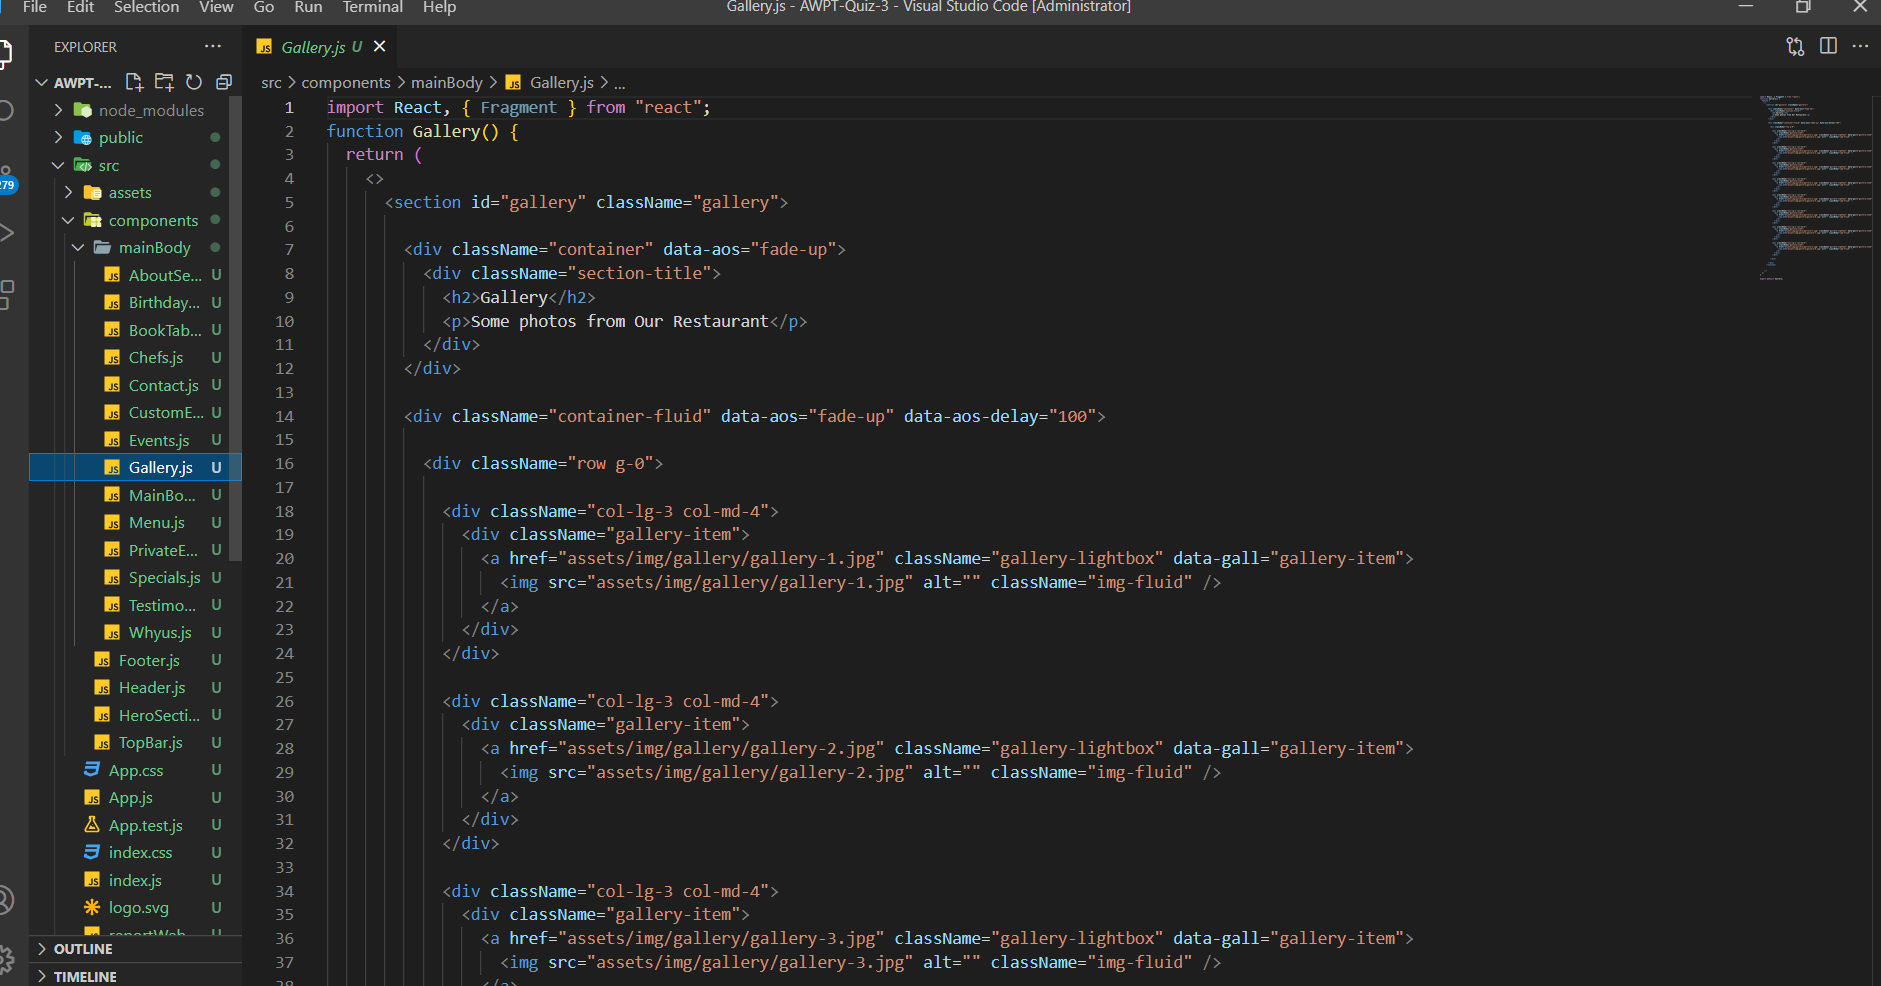 File Edit Selection View Go Run Terminal Help Gallery.js - AWPT-Quiz-3 - Visual Studio Code [Administrator]
EXPLORER
AWPT-...
node_modules
public
src
assets
components
mainBody
AboutSe... U
Birthday... U
BookTab... U
Chefs.js U
Contact.js U
CustomE... U
Events.js U
Gallery.js U
MainBo... U
Menu.js U
PrivateE... U
Specials.js U
Testimo... U
Whyus.js U
Footer.js U
Header.js U
HeroSecti... U
TopBar.js U
App.css U
App.js U
App.test.js U
index.css U
index.js U
logo.svg U
reportWeb U
OUTLINE
TIMELINE
279
Gallery.js U
src > components > mainBody > Gallery.js > ...
1 import React, { Fragment } from "react";
2 function Gallery() {
3 return (
4 <>
5 <section id="gallery" className="gallery">
6
7 <div className="container" data-aos="fade-up">
8 <div className="section-title">
9 <h2>Gallery</h2>
10 <p>Some photos from Our Restaurant</p>
11 </div>
12 </div>
13
14 <div className="container-fluid" data-aos="fade-up" data-aos-delay="100">
15
16 <div className="row g-0">
17
18 <div className="col-lg-3 col-md-4">
19 <div className="gallery-item">
20 <a href="assets/img/gallery/gallery-1.jpg" className="gallery-lightbox" data-gall="gallery-item">
21 <img src="assets/img/gallery/gallery-1.jpg" alt="" className="img-fluid" />
22 </a>
23 </div>
24 </div>
25
26 <div className="col-lg-3 col-md-4">
27 <div className="gallery-item">
28 <a href="assets/img/gallery/gallery-2.jpg" className="gallery-lightbox" data-gall="gallery-item">
29 <img src="assets/img/gallery/gallery-2.jpg" alt="" className="img-fluid" />
30 </a>
31 </div>
32 </div>
33
34 <div className="col-lg-3 col-md-4">
35 <div className="gallery-item">
36 <a href="assets/img/gallery/gallery-3.jpg" className="gallery-lightbox" data-gall="gallery-item">
37 <img src="assets/img/gallery/gallery-3.jpg" alt="" className="img-fluid" />
38 </a>